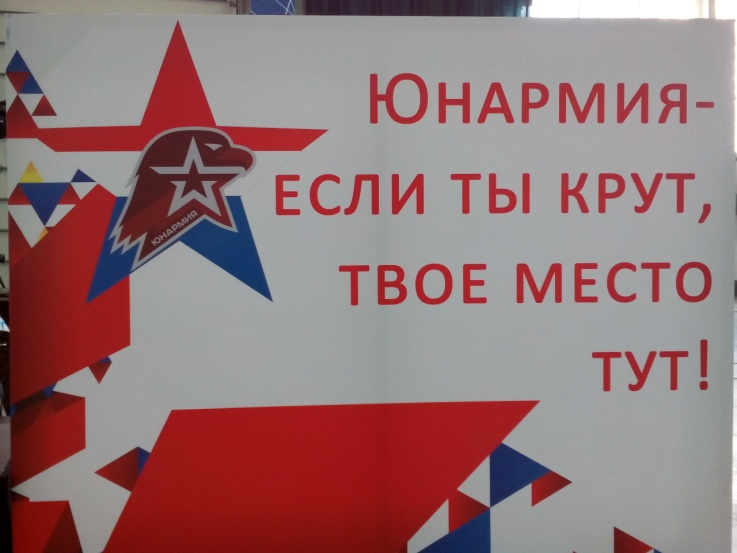 ЮНАРМИЯ-
ЕСЛИ ТЫ КРУТ,
ТВОЕ МЕСТО
ТУТ!
ЮНАРМИЯ